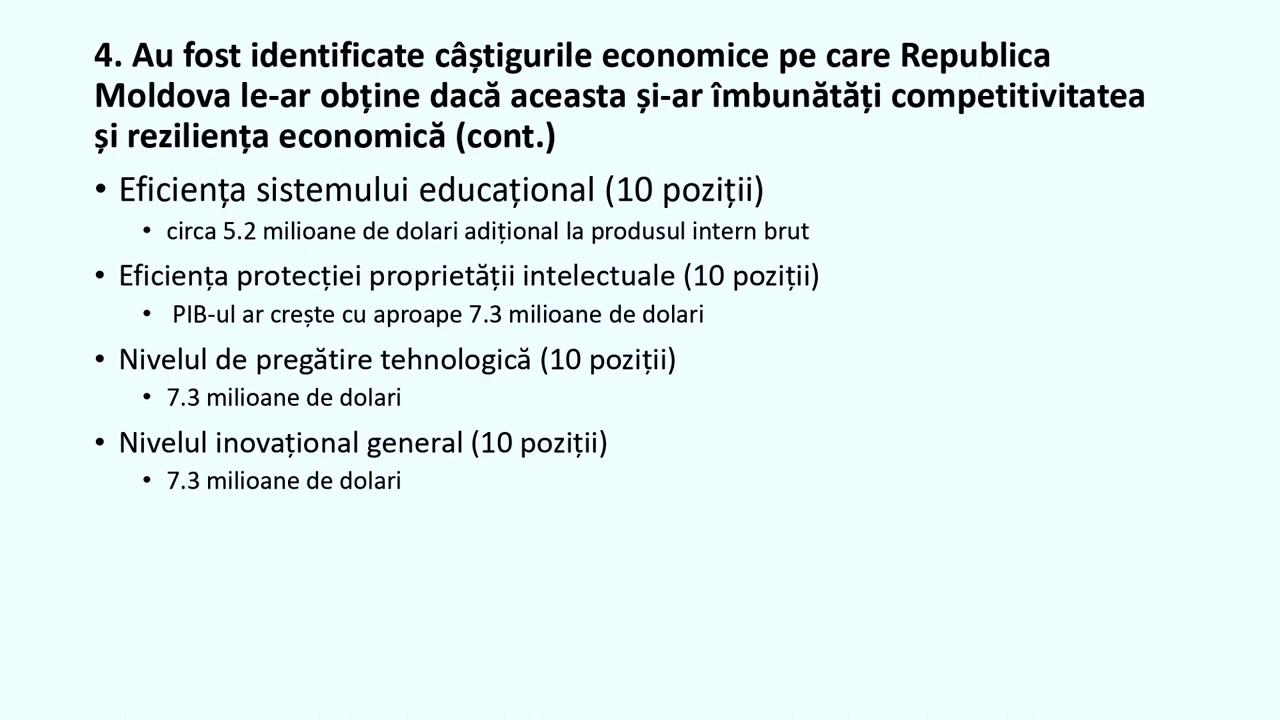 4. Au fost identificate câștigurile economice pe care Republica
Moldova le-ar obține dacă aceasta și-ar îmbunătăți competitivitatea
și reziliența economică (cont.)
• Eficiența sistemului educațional (10 poziții)
• circa 5.2 milioane de dolari adițional la produsul intern brut
• Eficiența protecției proprietății intelectuale (10 poziții)
• PIB-ul ar crește cu aproape 7.3 milioane de dolari
• Nivelul de pregătire tehnologică (10 poziții)
• 7.3 milioane de dolari
• Nivelul inovațional general (10 poziții)
• 7.3 milioane de dolari